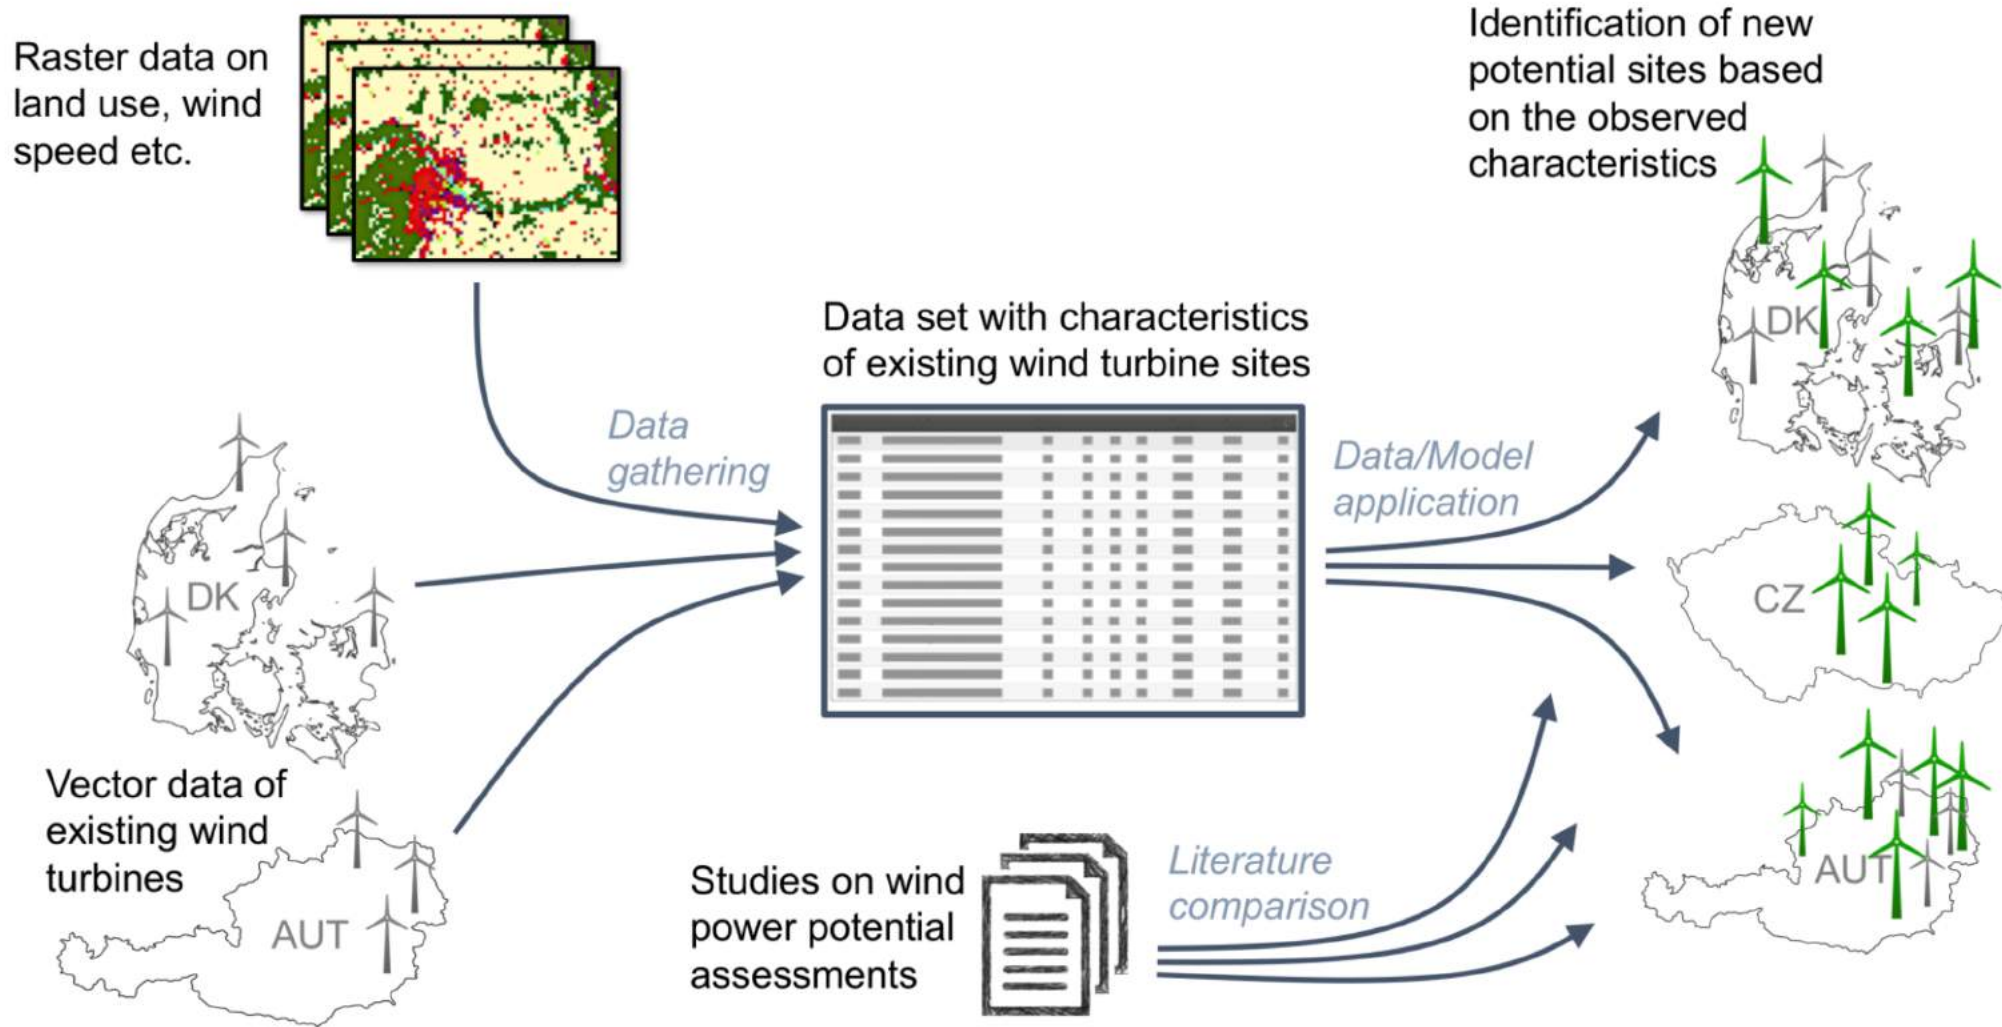 Raster data on
land use, wind
speed etc.
Identification of new
potential sites based
on the observed
characteristics
Data set with characteristics
of existing wind turbine sites
Data
gathering
Data/Model
application
DK
DK
CZ
Vector data of
existing wind
turbines
AUT
Studies on wind
power potential
assessments
Literature
comparison
AUT